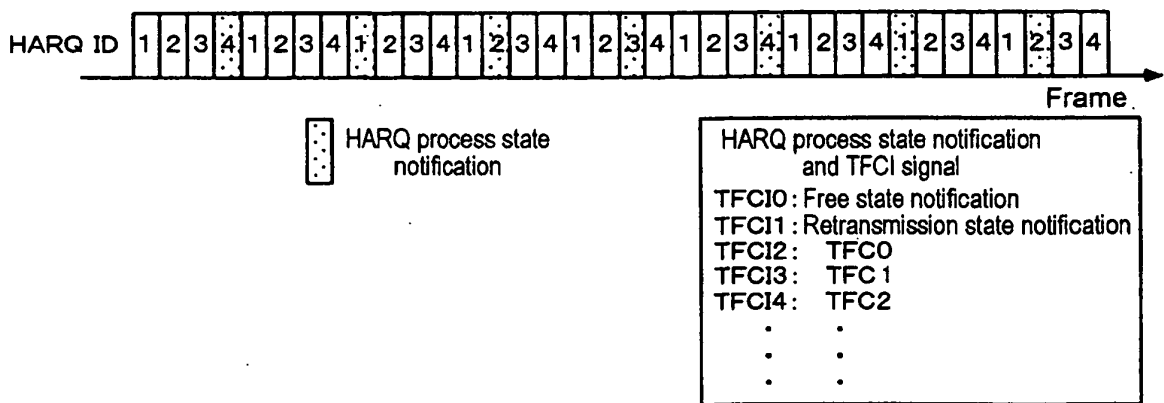 HARQ ID 1 2 3 4 1 2 3 4 1 2 3 4 1 2 3 4 1 2 3 4 1 2 3 4 1 2 3 4 1 2 3 4 1 2 3 4
Frame
HARQ process state
notification
HARQ process state notification
and TFCI signal
TFCI0: Free state notification
TFCI1: Retransmission state notification
TFCI2: TFC0
TFCI3: TFC1
TFCI4: TFC2